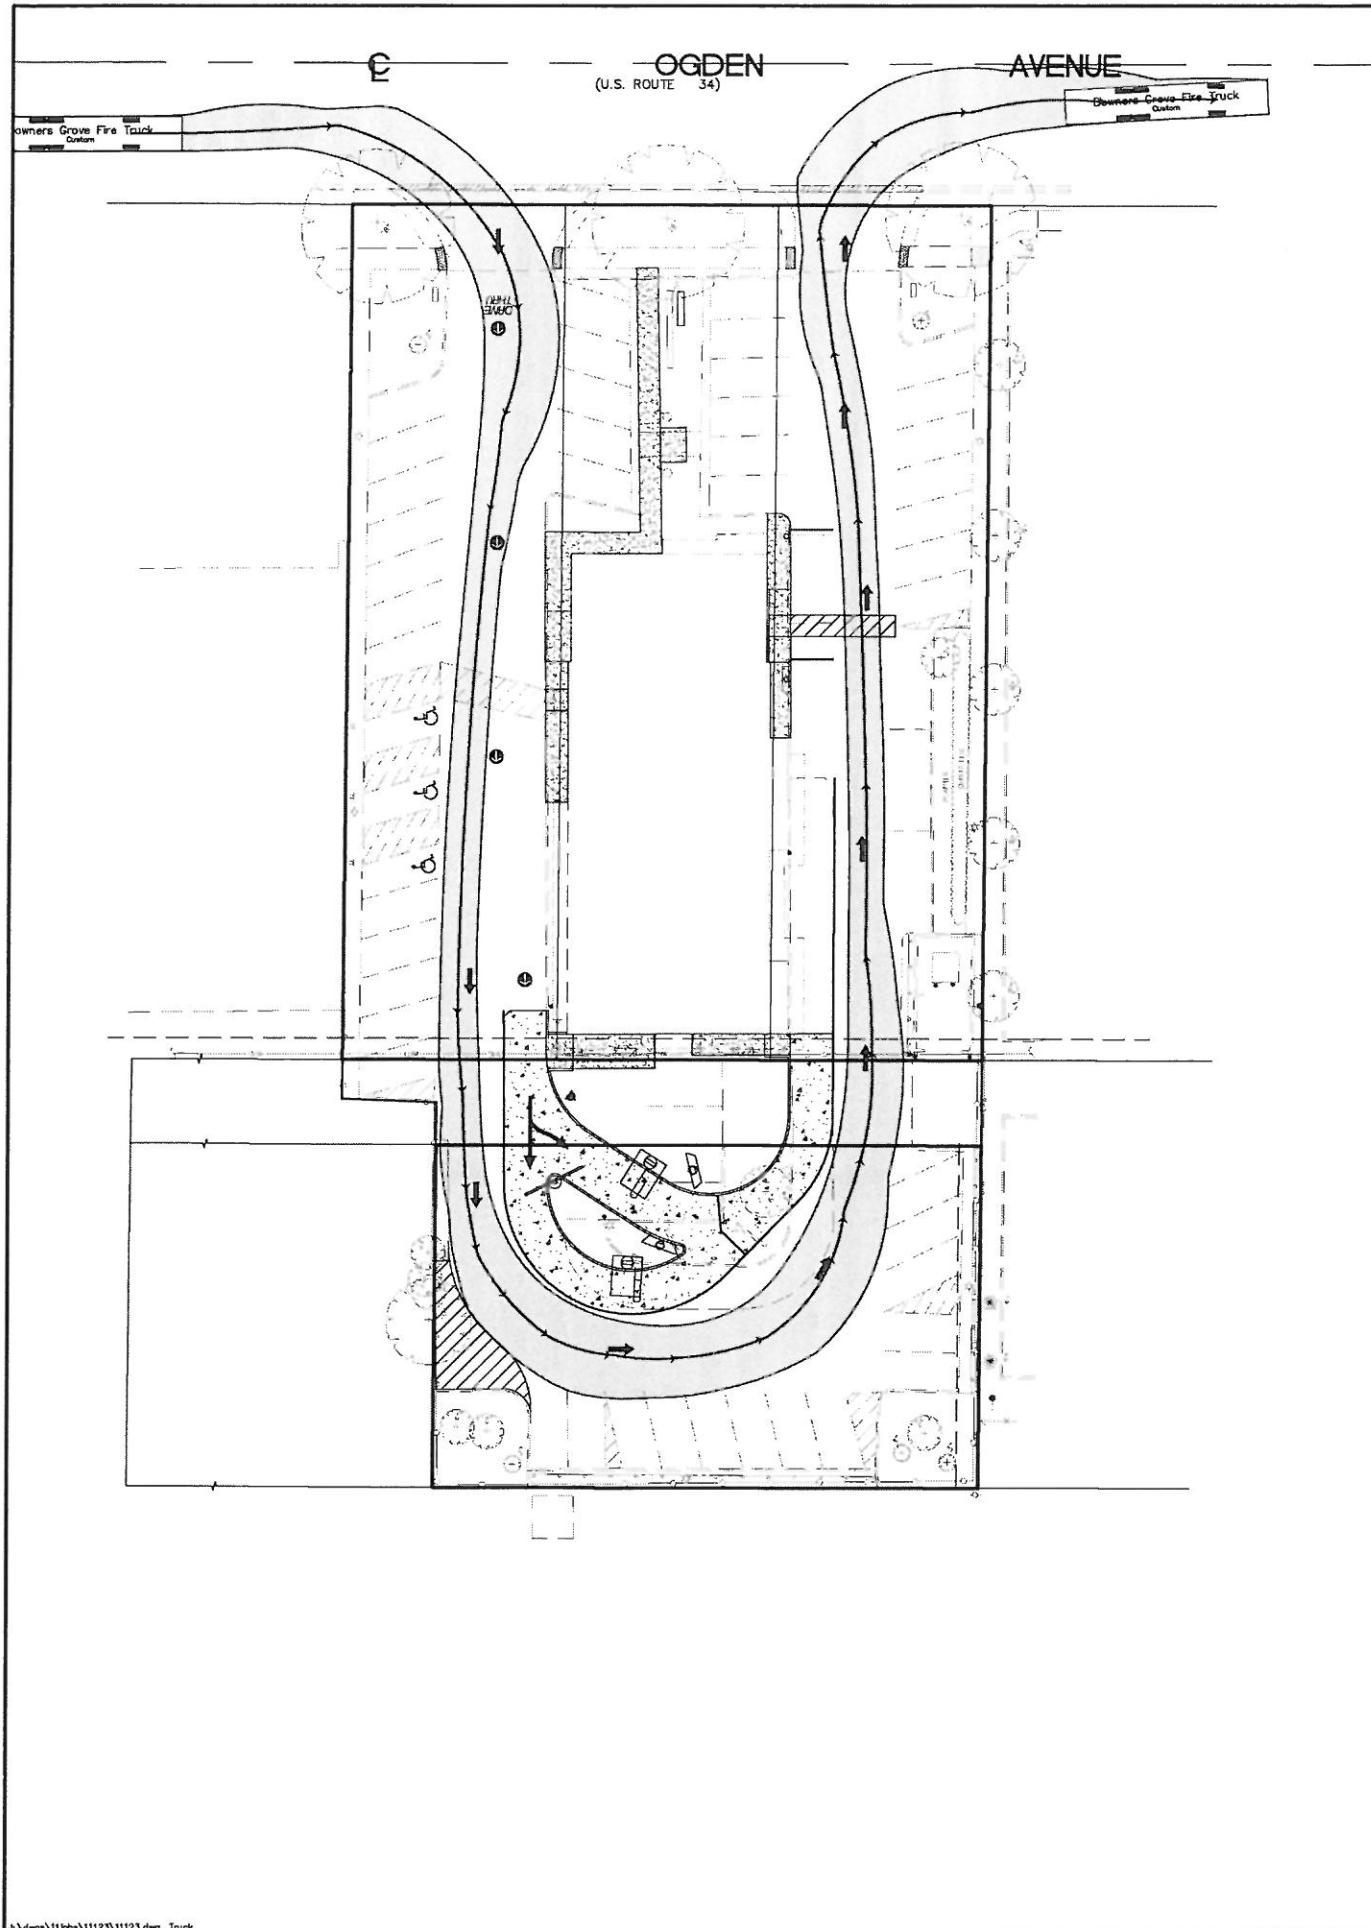 ℄ OGDEN AVENUE
(U.S. ROUTE 34)
owners Grove Fire Truck
Custom
Downers Grove Fire Truck
Custom
DRIVE
THRU